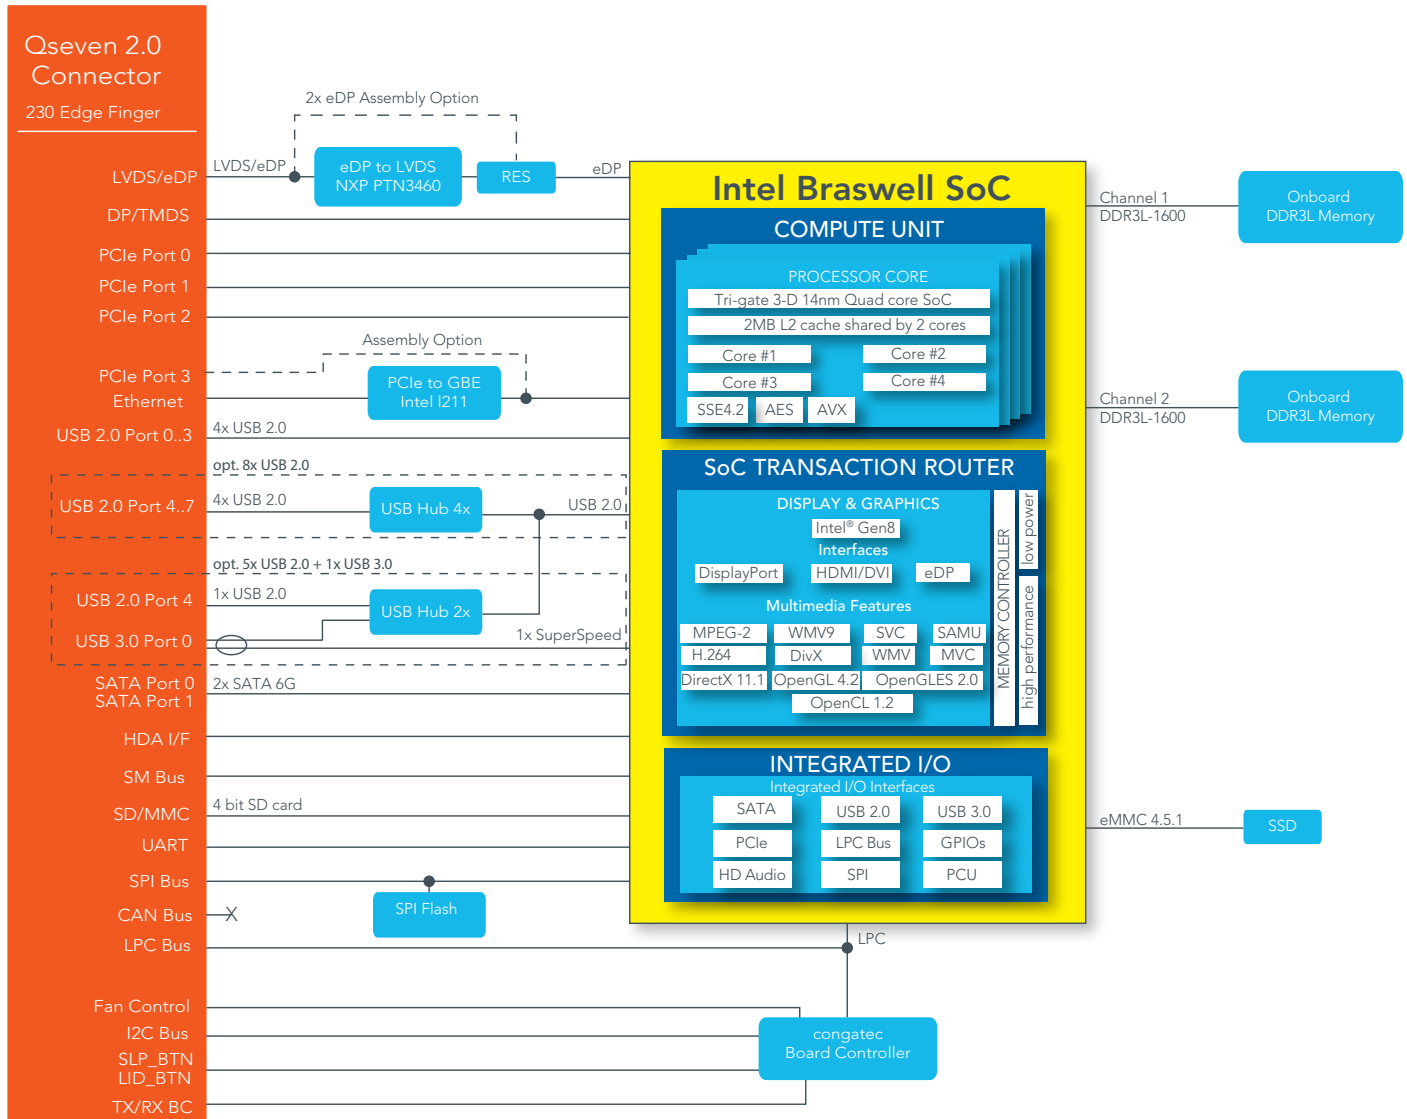 Qseven 2.0
Connector
230 Edge Finger
2x eDP Assembly Option
LVDS/eDP
LVDS/eDP
eDP to LVDS
NXP PTN3460
RES
eDP
DP/TMDS
PCIe Port 0
PCIe Port 1
PCIe Port 2
Assembly Option
PCIe Port 3
Ethernet
PCIe to GBE
Intel I211
USB 2.0 Port 0..3
4x USB 2.0
opt. 8x USB 2.0
USB 2.0 Port 4..7
4x USB 2.0
USB Hub 4x
USB 2.0
opt. 5x USB 2.0 + 1x USB 3.0
USB 2.0 Port 4
1x USB 2.0
USB Hub 2x
USB 3.0 Port 0
1x SuperSpeed
SATA Port 0
SATA Port 1
2x SATA 6G
HDA I/F
SM Bus
SD/MMC
4 bit SD card
UART
SPI Bus
SPI Flash
CAN Bus
X
LPC Bus
LPC
Fan Control
I2C Bus
SLP_BTN
LID_BTN
TX/RX BC
congatec
Board Controller
Intel Braswell SoC
COMPUTE UNIT
PROCESSOR CORE
Tri-gate 3-D 14nm Quad core SoC
2MB L2 cache shared by 2 cores
Core #1
Core #2
Core #3
Core #4
SSE4.2
AES
AVX
SoC TRANSACTION ROUTER
DISPLAY & GRAPHICS
Intel® Gen8
Interfaces
DisplayPort
HDMI/DVI
eDP
Multimedia Features
MPEG-2
WMV9
SVC
SAMU
H.264
DivX
WMV
MVC
DirectX 11.1
OpenGL 4.2
OpenGLES 2.0
OpenCL 1.2
MEMORY CONTROLLER
low power
high performance
INTEGRATED I/O
Integrated I/O Interfaces
SATA
USB 2.0
USB 3.0
PCIe
LPC Bus
GPIOs
HD Audio
SPI
PCU
Channel 1
DDR3L-1600
Onboard
DDR3L Memory
Channel 2
DDR3L-1600
Onboard
DDR3L Memory
eMMC 4.5.1
SSD